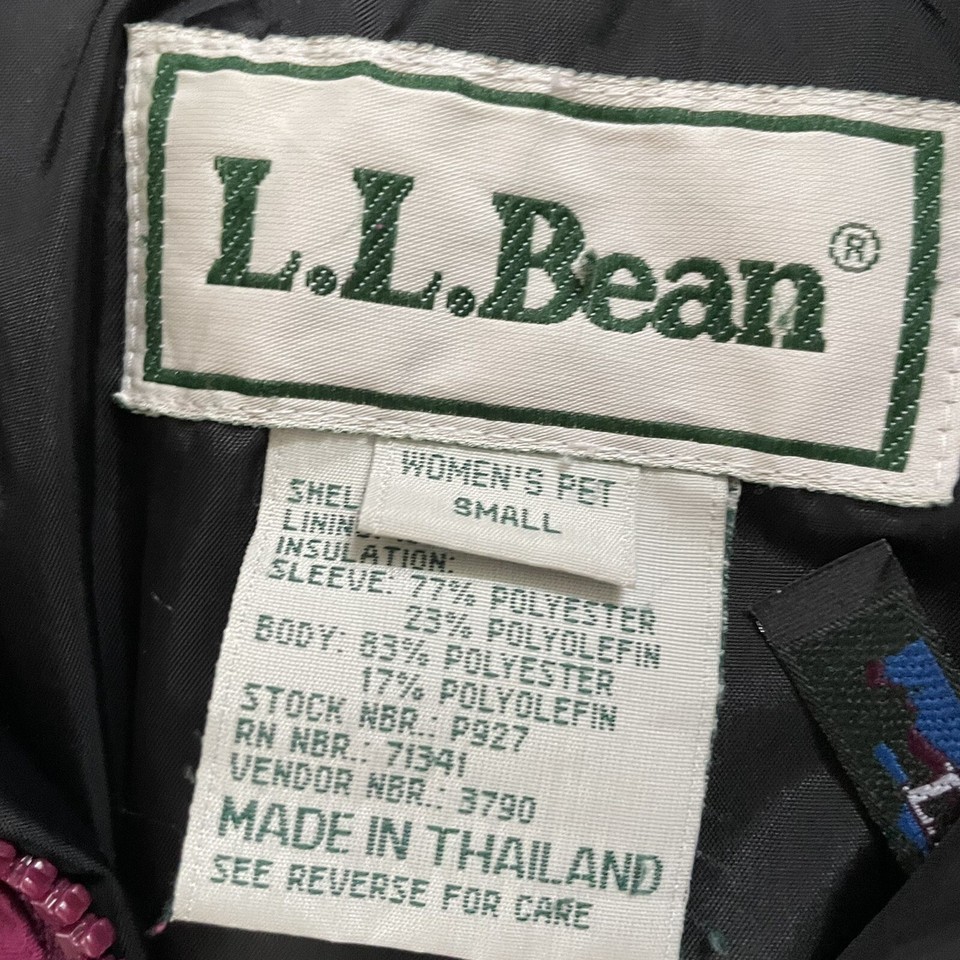 L.L.Bean®
WOMEN'S PET
SMALL
INSULATION:
SLEEVE: 77% POLYESTER
23% POLYOLEFIN
BODY: 83% POLYESTER
17% POLYOLEFIN
STOCK NBR.: P927
RN NBR.: 71341
VENDOR NBR.: 3790
MADE IN THAILAND
SEE REVERSE FOR CARE